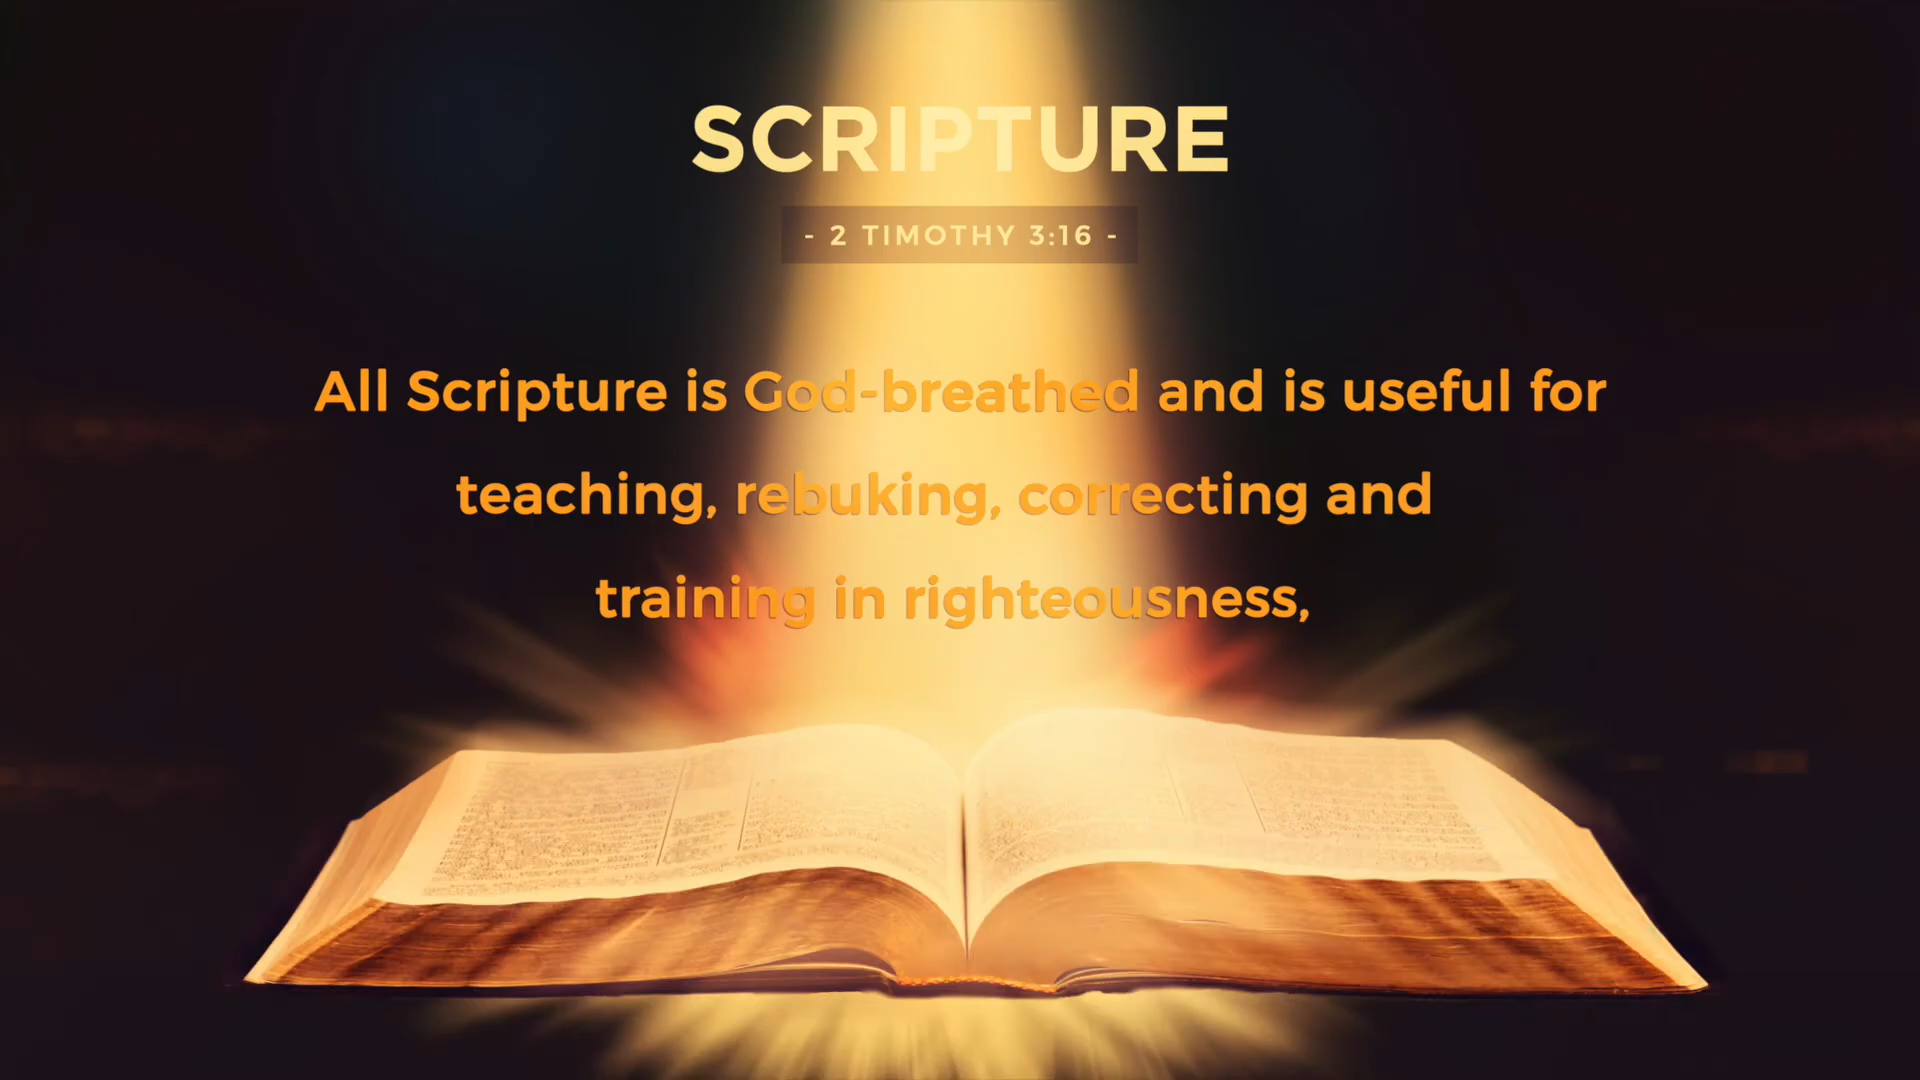 SCRIPTURE
- 2 TIMOTHY 3:16 -
All Scripture is God-breathed and is useful for
teaching, rebuking, correcting and
training in righteousness,